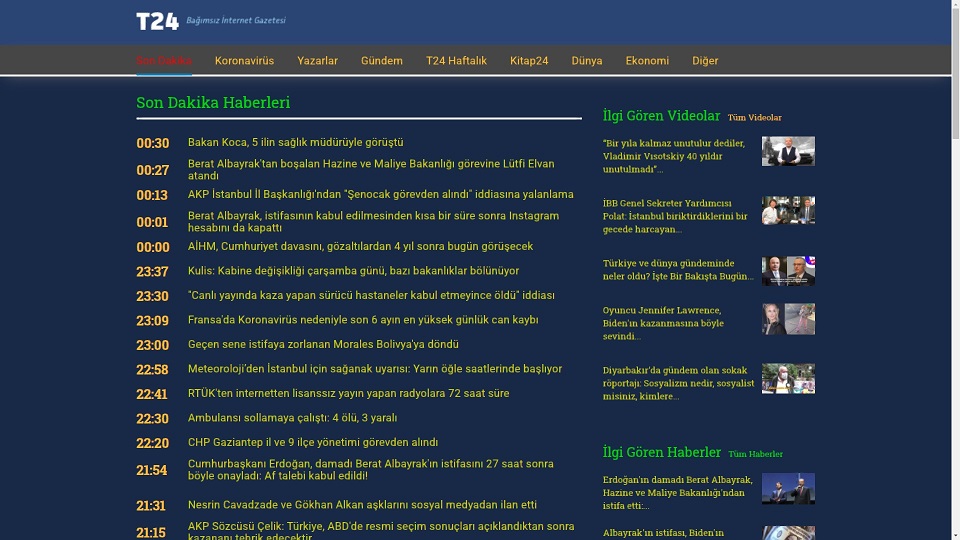 T24 Bağımsız İnternet Gazetesi
Son Dakika Koronavirüs Yazarlar Gündem T24 Haftalık Kitap24 Dünya Ekonomi Diğer
Son Dakika Haberleri
00:30 Bakan Koca, 5 ilin sağlık müdürüyle görüştü
00:27 Berat Albayrak'tan boşalan Hazine ve Maliye Bakanlığı görevine Lütfi Elvan
atandı
00:13 AKP İstanbul İl Başkanlığı'ndan "Şenocak görevden alındı" iddiasına yalanlama
00:01 Berat Albayrak, istifasının kabul edilmesinden kısa bir süre sonra Instagram
hesabını da kapattı
00:00 AİHM, Cumhuriyet davasını, gözaltılardan 4 yıl sonra bugün görüşecek
23:37 Kulis: Kabine değişikliği çarşamba günü, bazı bakanlıklar bölünüyor
23:30 "Canlı yayında kaza yapan sürücü hastaneler kabul etmeyince öldü" iddiası
23:09 Fransa'da Koronavirüs nedeniyle son 6 ayın en yüksek günlük can kaybı
23:00 Geçen sene istifaya zorlanan Morales Bolivya'ya döndü
22:58 Meteoroloji'den İstanbul için sağanak uyarısı: Yarın öğle saatlerinde başlıyor
22:41 RTÜK'ten internetten lisanssız yayın yapan radyolara 72 saat süre
22:30 Ambulansı sollamaya çalıştı: 4 ölü, 3 yaralı
22:20 CHP Gaziantep il ve 9 ilçe yönetimi görevden alındı
21:54 Cumhurbaşkanı Erdoğan, damadı Berat Albayrak'ın istifasını 27 saat sonra
böyle onayladı: Af talebi kabul edildi!
21:31 Nesrin Cavadzade ve Gökhan Alkan aşklarını sosyal medyadan ilan etti
21:15 AKP Sözcüsü Çelik: Türkiye, ABD'de resmi seçim sonuçları açıklandıktan sonra
kazananı tebrik edecektir
İlgi Gören Videolar Tüm Videolar
"Bir yıla kalmaz unutulur dediler,
Vladimir Vısotskiy 40 yıldır
unutulmadı"...
İBB Genel Sekreter Yardımcısı
Polat: İstanbul biriktirdiklerini bir
gecede harcayan...
Türkiye ve dünya gündeminde
neler oldu? İşte Bir Bakışta Bugün...
Oyuncu Jennifer Lawrence,
Biden'ın kazanmasına böyle
sevindi...
Diyarbakır'da gündem olan sokak
röportajı: Sosyalizm nedir, sosyalist
misiniz, kimlere...
İlgi Gören Haberler Tüm Haberler
Erdoğan'ın damadı Berat Albayrak,
Hazine ve Maliye Bakanlığı'ndan
istifa etti:...
Albayrak'ın istifası, Biden'ın